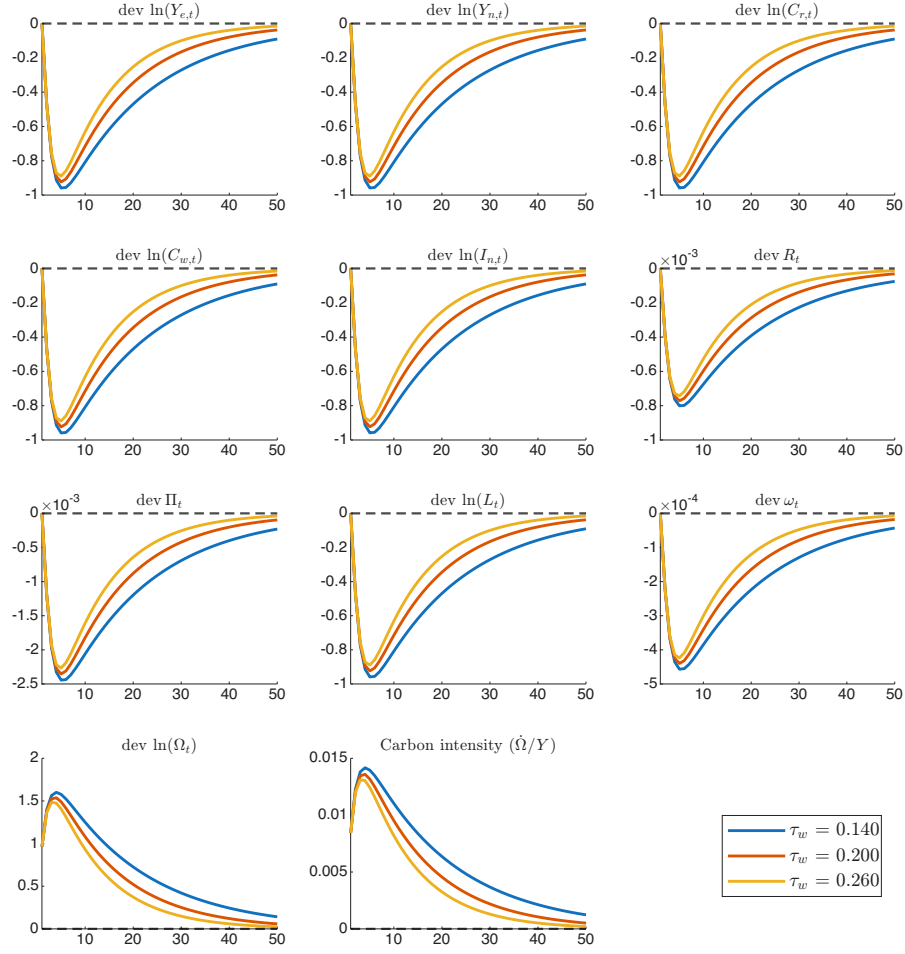 dev ln(Y_{e,t})
0
-0.2
-0.4
-0.6
-0.8
-1
10 20 30 40 50
dev ln(Y_{n,t})
0
-0.2
-0.4
-0.6
-0.8
-1
10 20 30 40 50
dev ln(C_{r,t})
0
-0.2
-0.4
-0.6
-0.8
-1
10 20 30 40 50
dev ln(C_{w,t})
0
-0.2
-0.4
-0.6
-0.8
-1
10 20 30 40 50
dev ln(I_{n,t})
0
-0.2
-0.4
-0.6
-0.8
-1
10 20 30 40 50
dev R_t
×10^{-3}
0
-0.2
-0.4
-0.6
-0.8
-1
10 20 30 40 50
dev Π_t
×10^{-3}
0
-0.5
-1
-1.5
-2
-2.5
10 20 30 40 50
dev ln(L_t)
0
-0.2
-0.4
-0.6
-0.8
-1
10 20 30 40 50
dev ω_t
×10^{-4}
0
-1
-2
-3
-4
-5
10 20 30 40 50
dev ln(Ω_t)
2
1.5
1
0.5
0
10 20 30 40 50
Carbon intensity (Ω̇/Y)
0.015
0.01
0.005
0
10 20 30 40 50
τ_w = 0.140
τ_w = 0.200
τ_w = 0.260